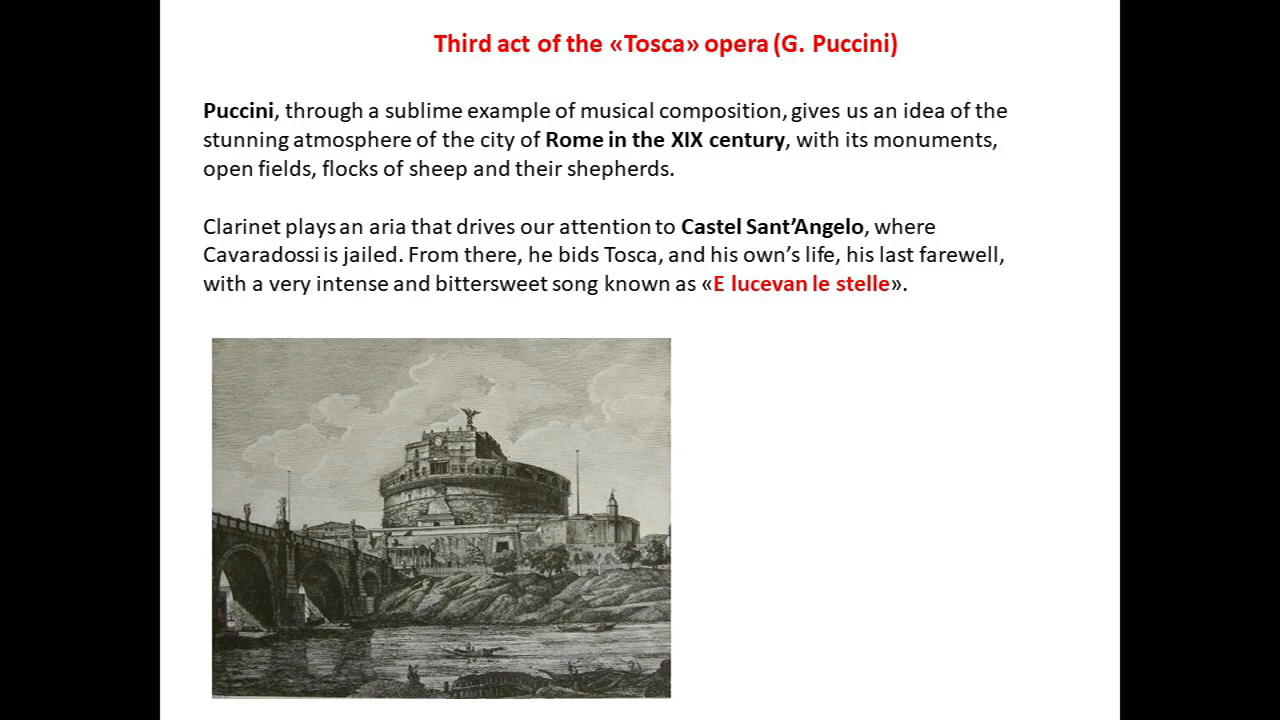 Third act of the «Tosca» opera (G. Puccini)
Puccini, through a sublime example of musical composition, gives us an idea of the
stunning atmosphere of the city of Rome in the XIX century, with its monuments,
open fields, flocks of sheep and their shepherds.
Clarinet plays an aria that drives our attention to Castel Sant’Angelo, where
Cavaradossi is jailed. From there, he bids Tosca, and his own’s life, his last farewell,
with a very intense and bittersweet song known as «E lucevan le stelle».